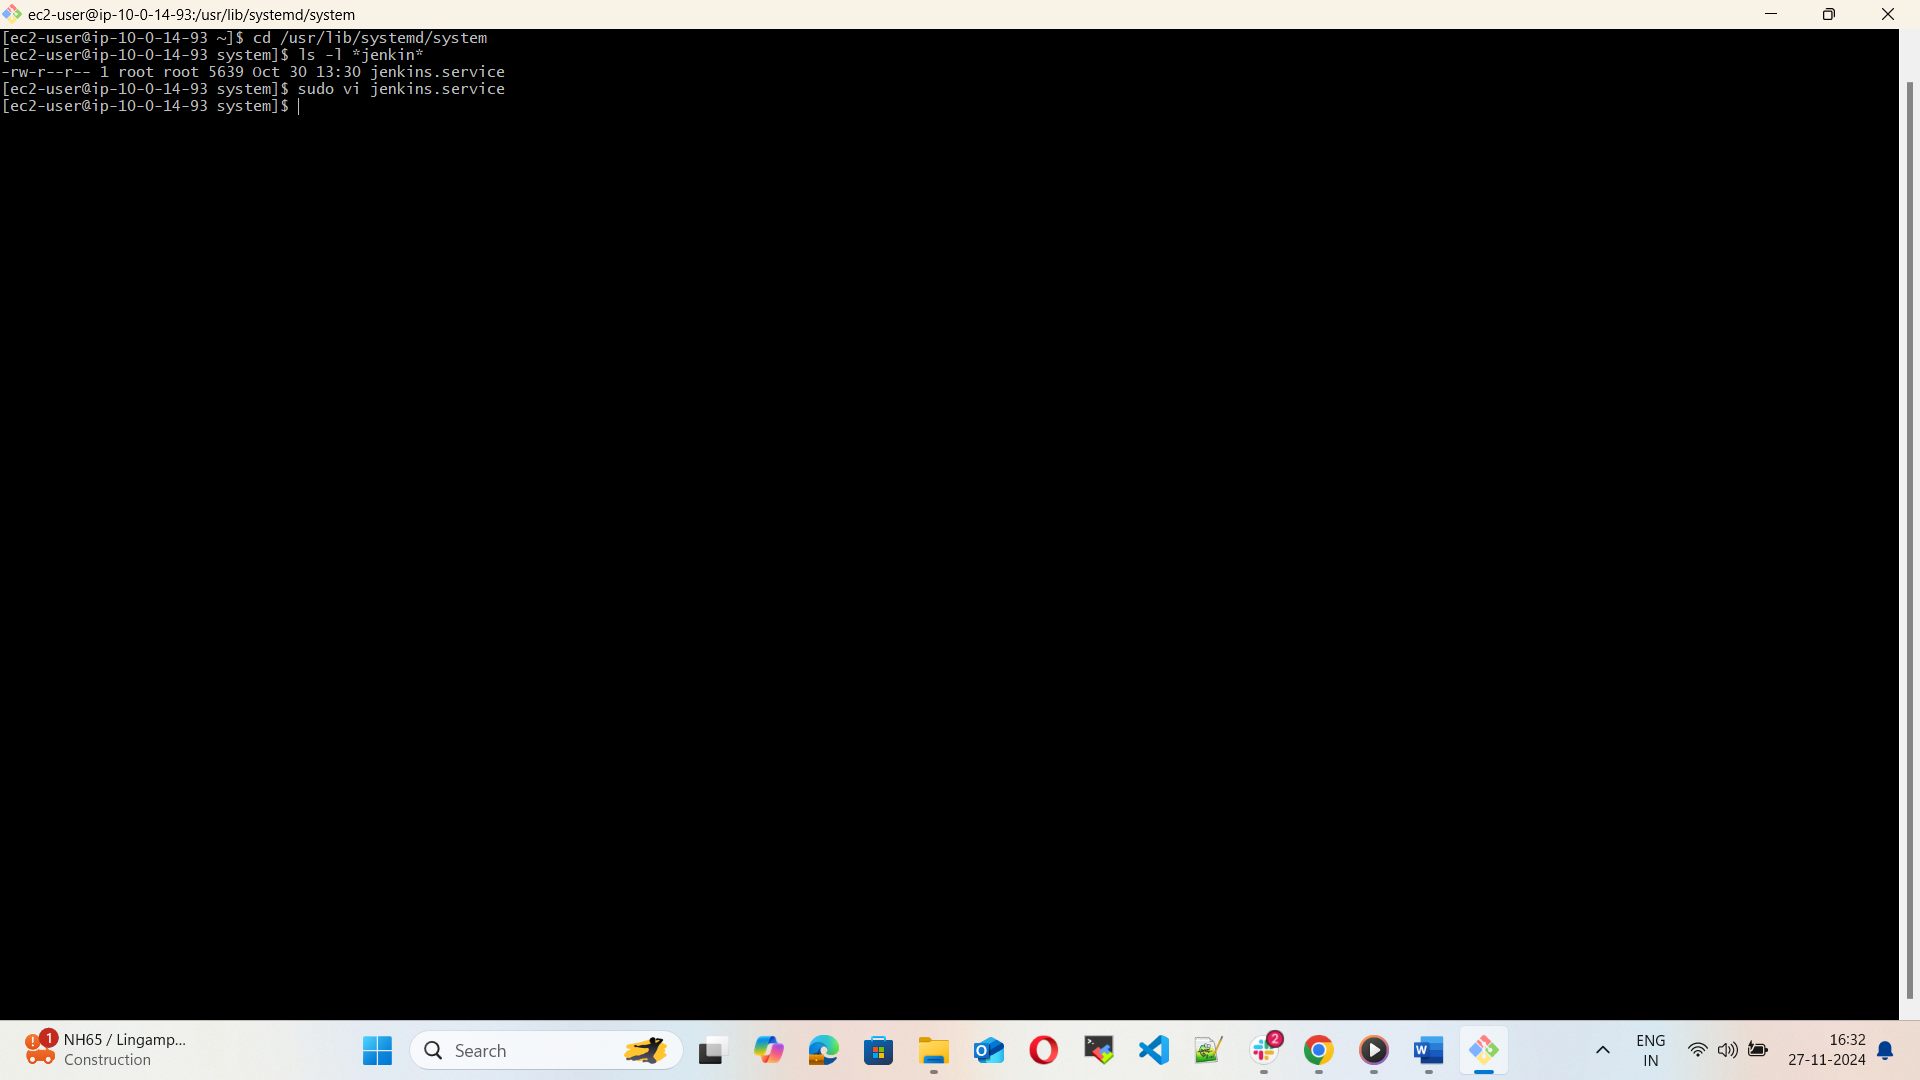 ec2-user@ip-10-0-14-93:/usr/lib/systemd/system
[ec2-user@ip-10-0-14-93 ~]$ cd /usr/lib/systemd/system
[ec2-user@ip-10-0-14-93 system]$ ls -l *jenkin*
-rw-r--r-- 1 root root 5639 Oct 30 13:30 jenkins.service
[ec2-user@ip-10-0-14-93 system]$ sudo vi jenkins.service
[ec2-user@ip-10-0-14-93 system]$
1
NH65 / Lingamp...
Construction
Search
2
ENG
IN
16:32
27-11-2024